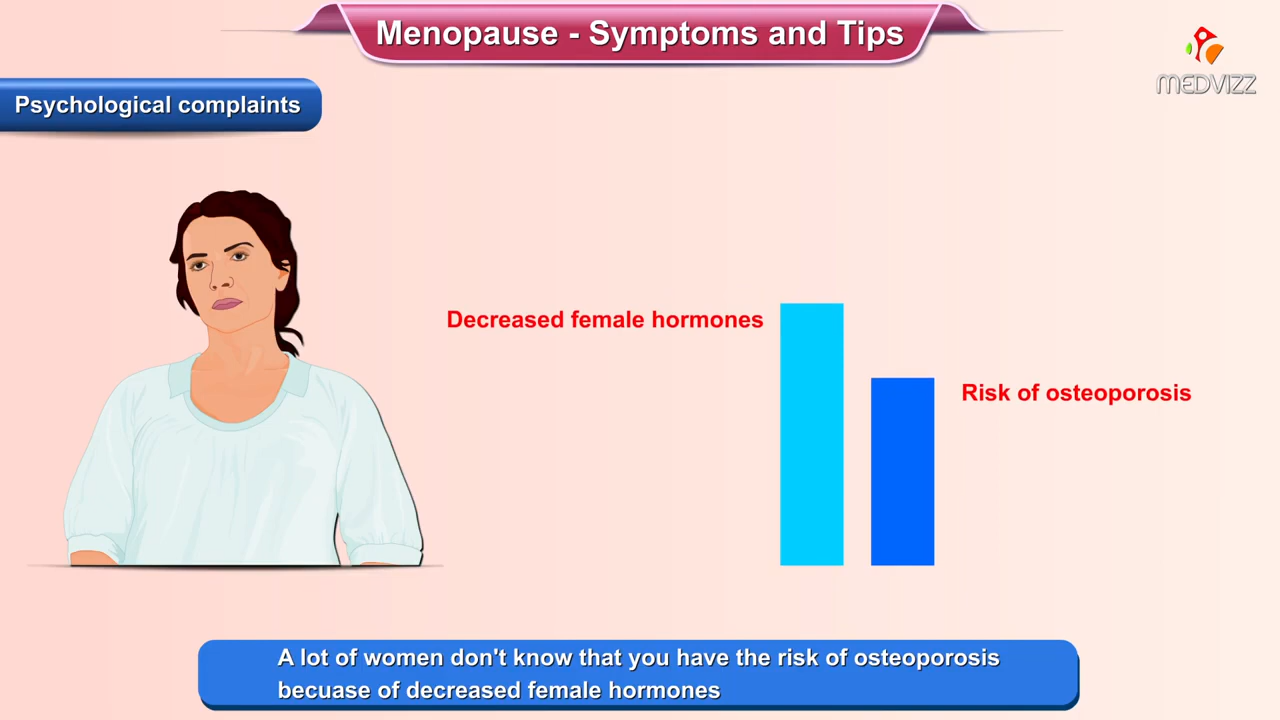 Menopause - Symptoms and Tips
MEDVIZZ
Psychological complaints
Decreased female hormones
Risk of osteoporosis
A lot of women don't know that you have the risk of osteoporosis
becuase of decreased female hormones